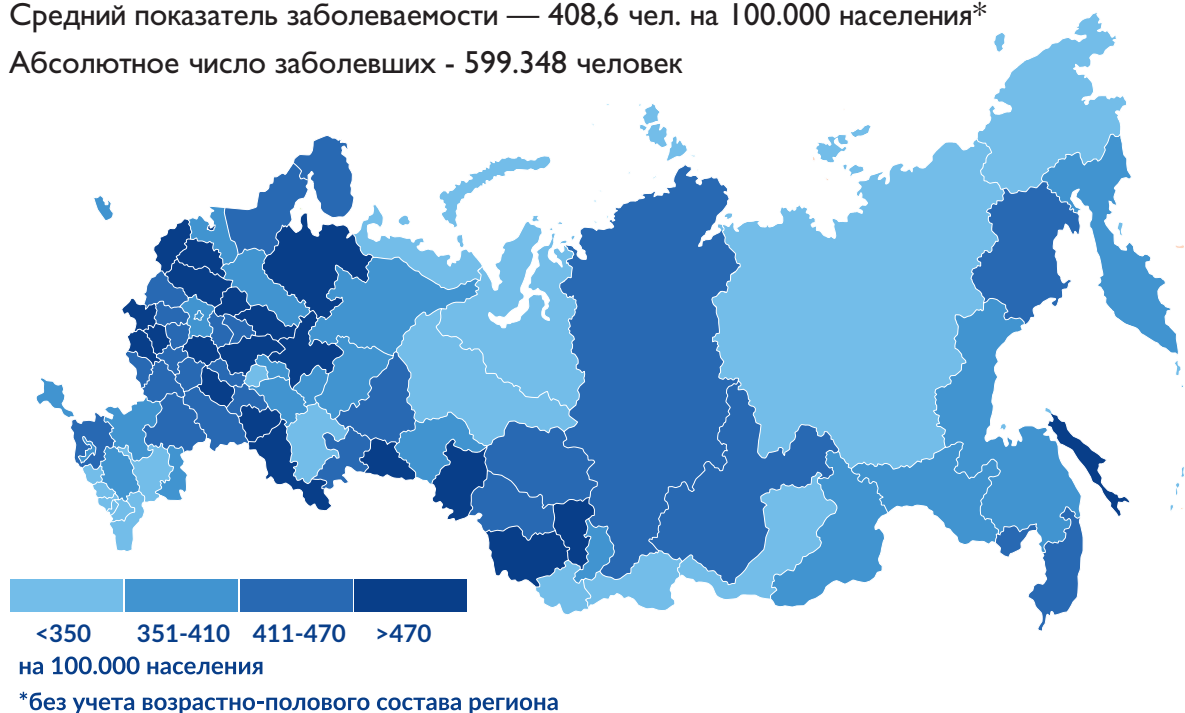 Средний показатель заболеваемости — 408,6 чел. на 100.000 населения*
Абсолютное число заболевших - 599.348 человек
<350 351-410 411-470 >470
на 100.000 населения
*без учета возрастно-полового состава региона